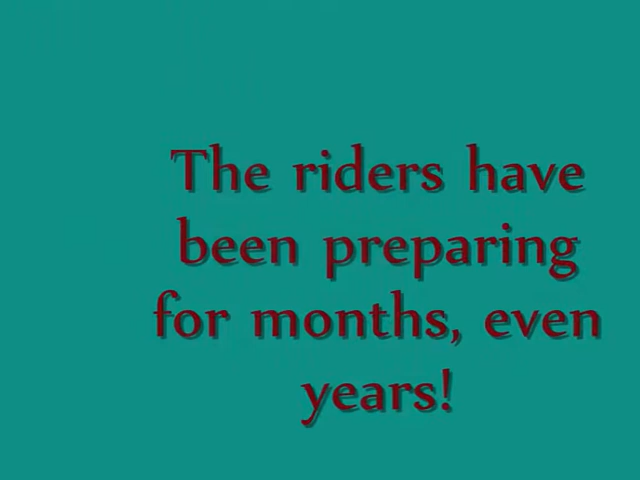 The riders have
been preparing
for months, even
years!